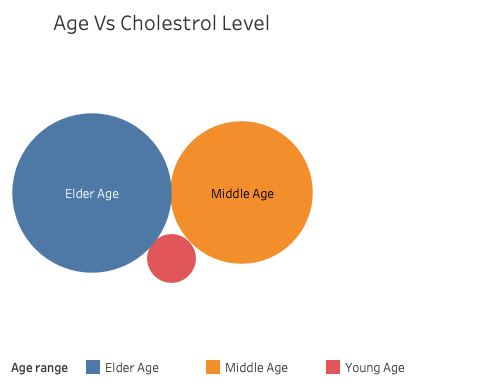 Age Vs Cholestrol Level
Elder Age
Middle Age
Age range
Elder Age
Middle Age
Young Age